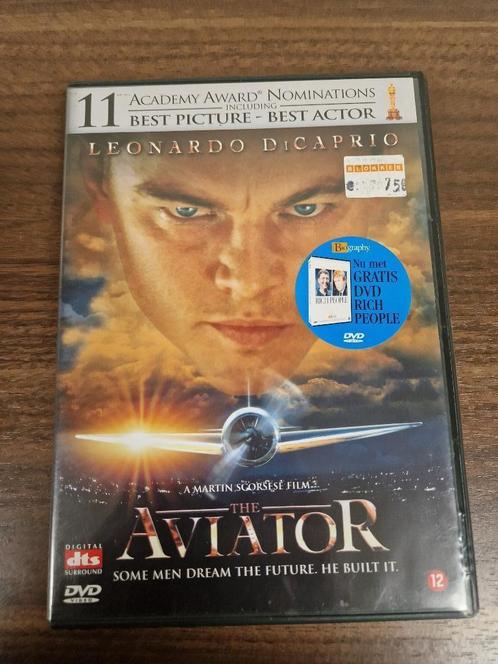 11 ACADEMY AWARD® NOMINATIONS
INCLUDING
BEST PICTURE - BEST ACTOR
LEONARDO DICAPRIO
BLOKKER
Biography
Nu met
GRATIS
DVD
RICH
PEOPLE
RICH PEOPLE
DVD
A MARTIN SCORSESE FILM
THE
AVIATOR
SOME MEN DREAM THE FUTURE. HE BUILT IT.
DIGITAL
dts
SURROUND
DVD
VIDEO
12